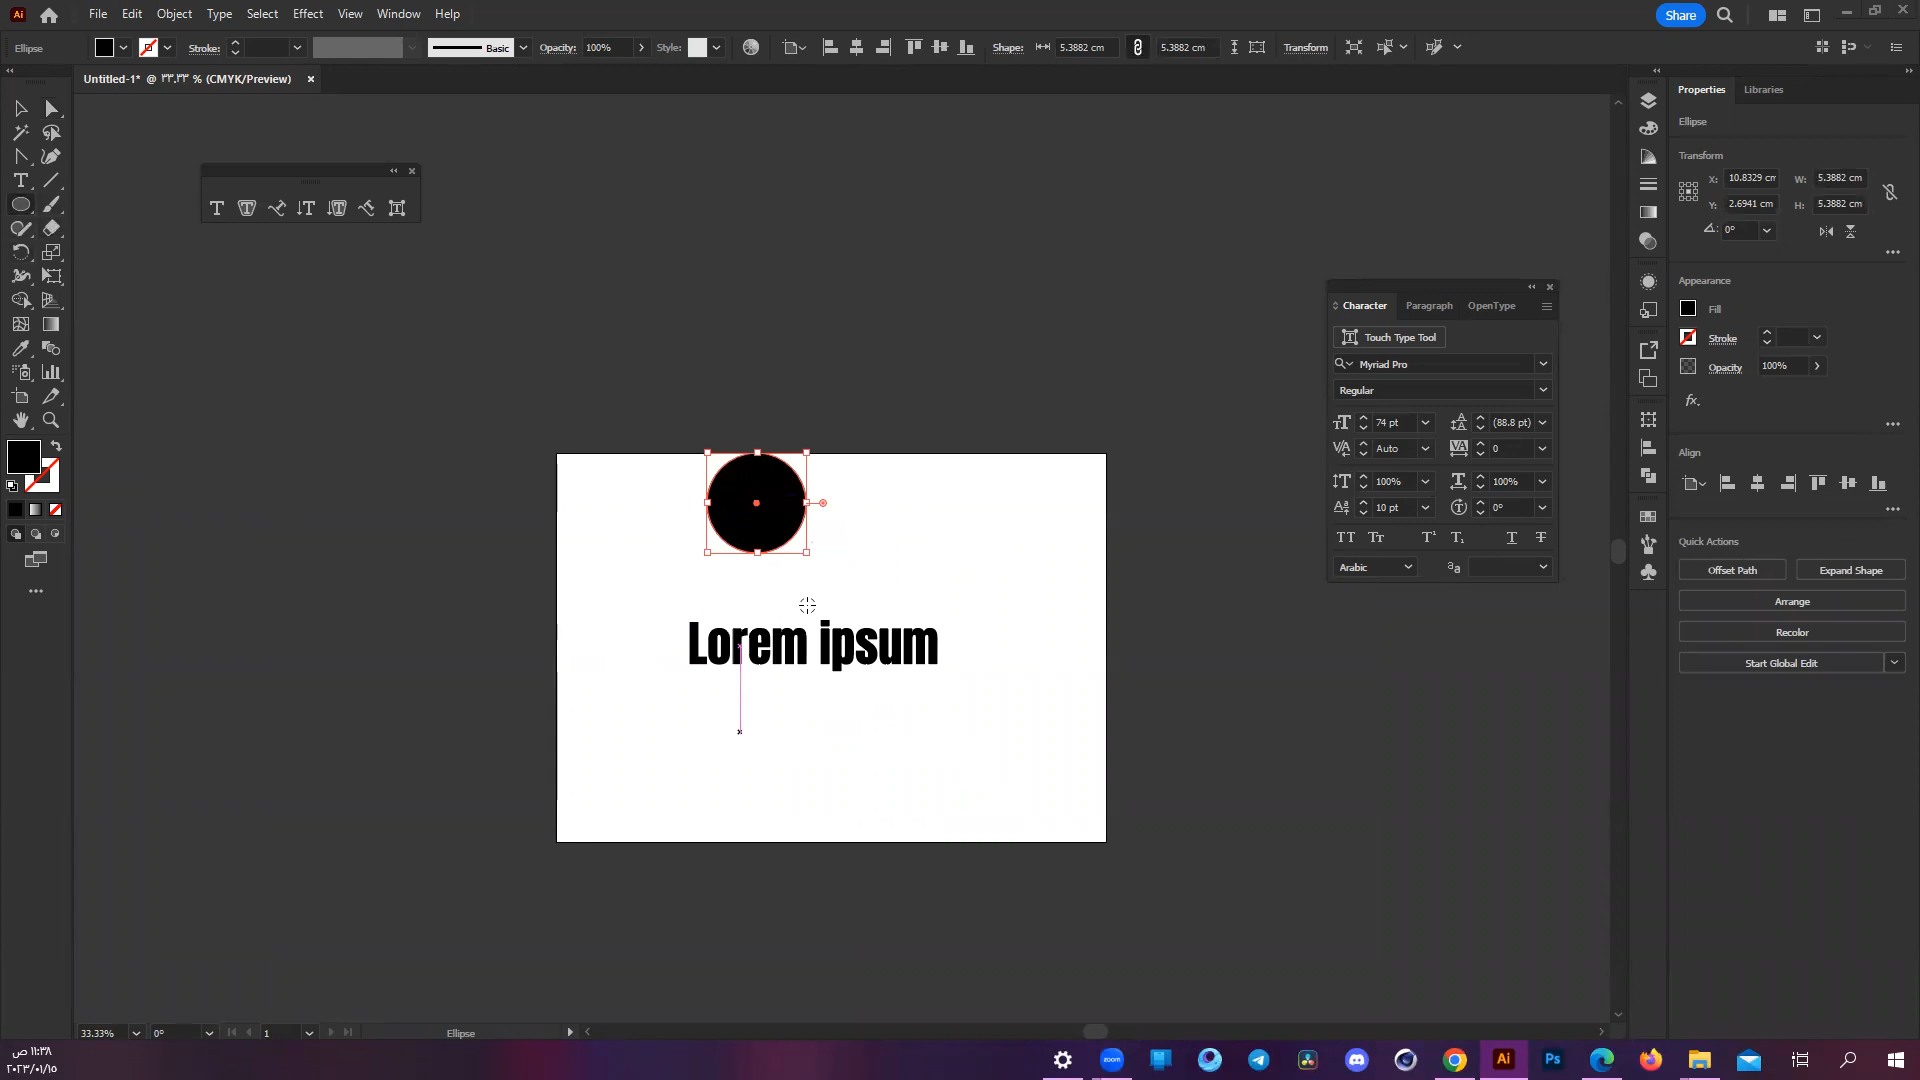 Ai File Edit Object Type Select Effect View Window Help Share
Ellipse Stroke: Basic Opacity: 100% Style: Shape: 5.3882 cm 5.3882 cm Transform
Untitled-1* @ ٣٣.٣٣ % (CMYK/Preview)
Properties Libraries
Ellipse
Transform
X: 10.8329 cm W: 5.3882 cm
Y: 2.6941 cm H: 5.3882 cm
0°
Appearance
Fill
Stroke
Opacity 100%
fx.
Align
Quick Actions
Offset Path Expand Shape
Arrange
Recolor
Start Global Edit
Character Paragraph OpenType
Touch Type Tool
Myriad Pro
Regular
74 pt (88.8 pt)
Auto 0
100% 100%
10 pt 0°
Arabic
Lorem ipsum
33.33% 0° 1 Ellipse
١١:٣٨ ص
٢٠٢٣/٠١/١٥
zoom Ai Ps